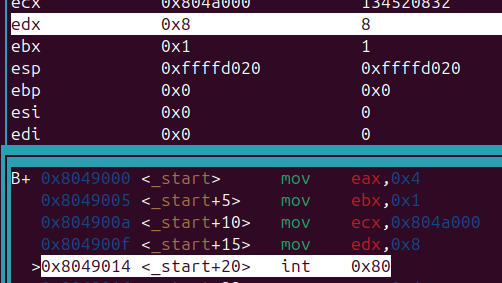 ecx 0x804a000 134520832
edx 0x8 8
ebx 0x1 1
esp 0xffffd020 0xffffd020
ebp 0x0 0x0
esi 0x0 0
edi 0x0 0
B+ 0x8049000 <_start> mov eax,0x4
0x8049005 <_start+5> mov ebx,0x1
0x804900a <_start+10> mov ecx,0x804a000
0x804900f <_start+15> mov edx,0x8
>0x8049014 <_start+20> int 0x80